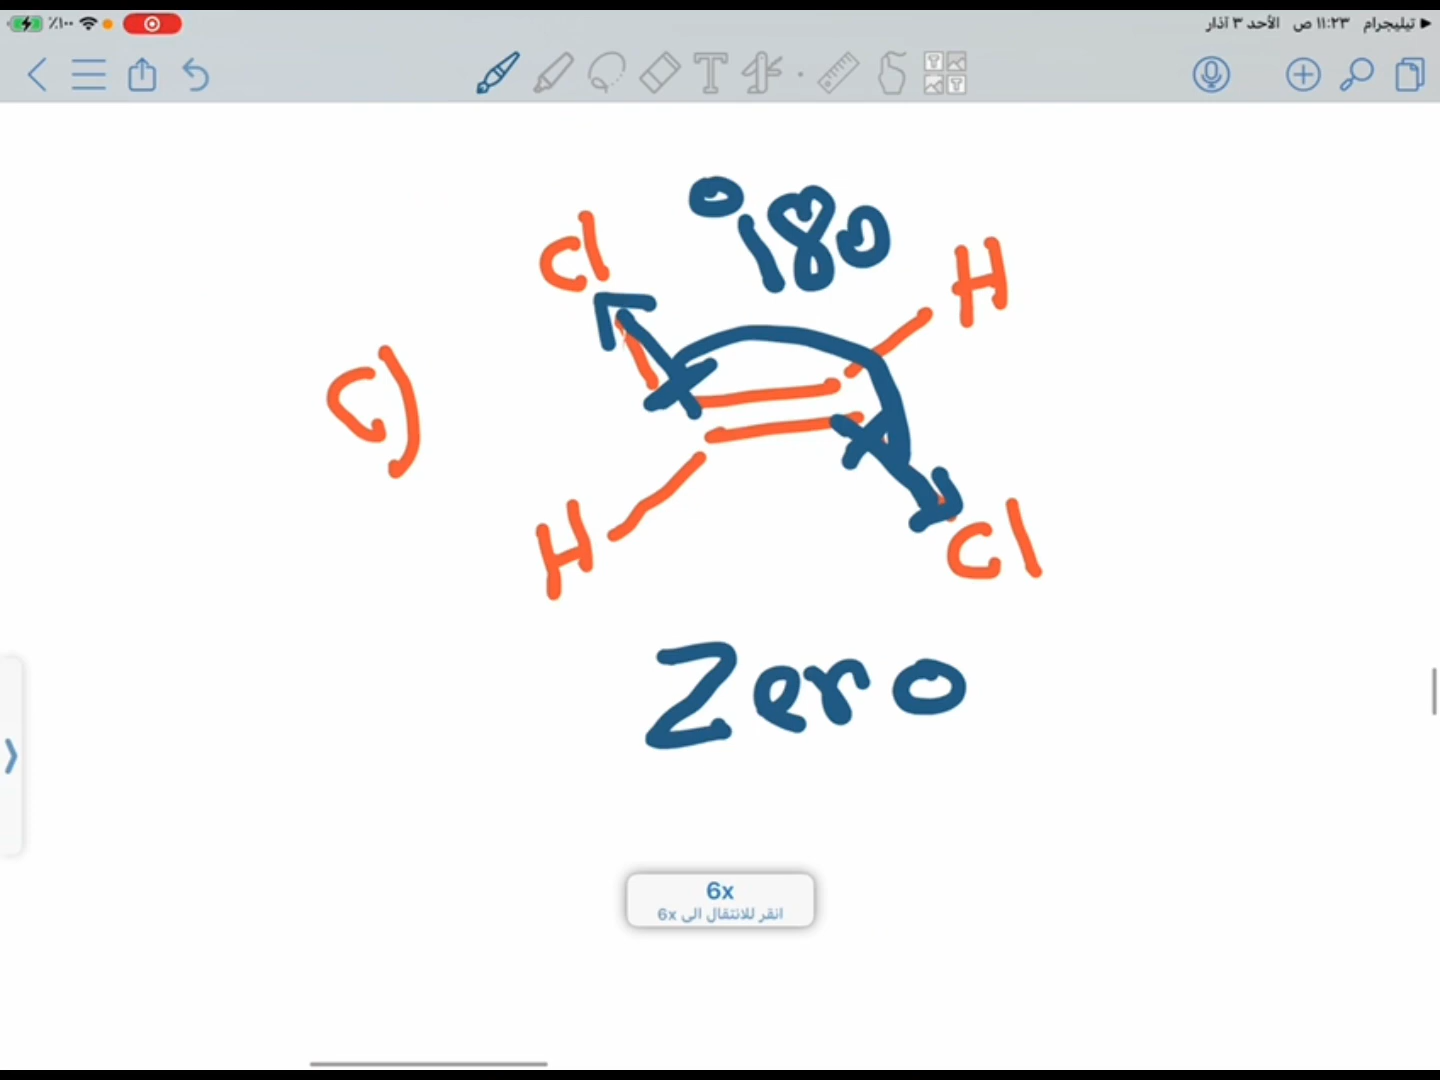 ٪١٠٠
◀ تيليجرام ١١:٢٣ ص الأحد ٣ آذار
°180
Cl
H
C)
H
Cl
Zero
6x
انقر للانتقال الى 6x